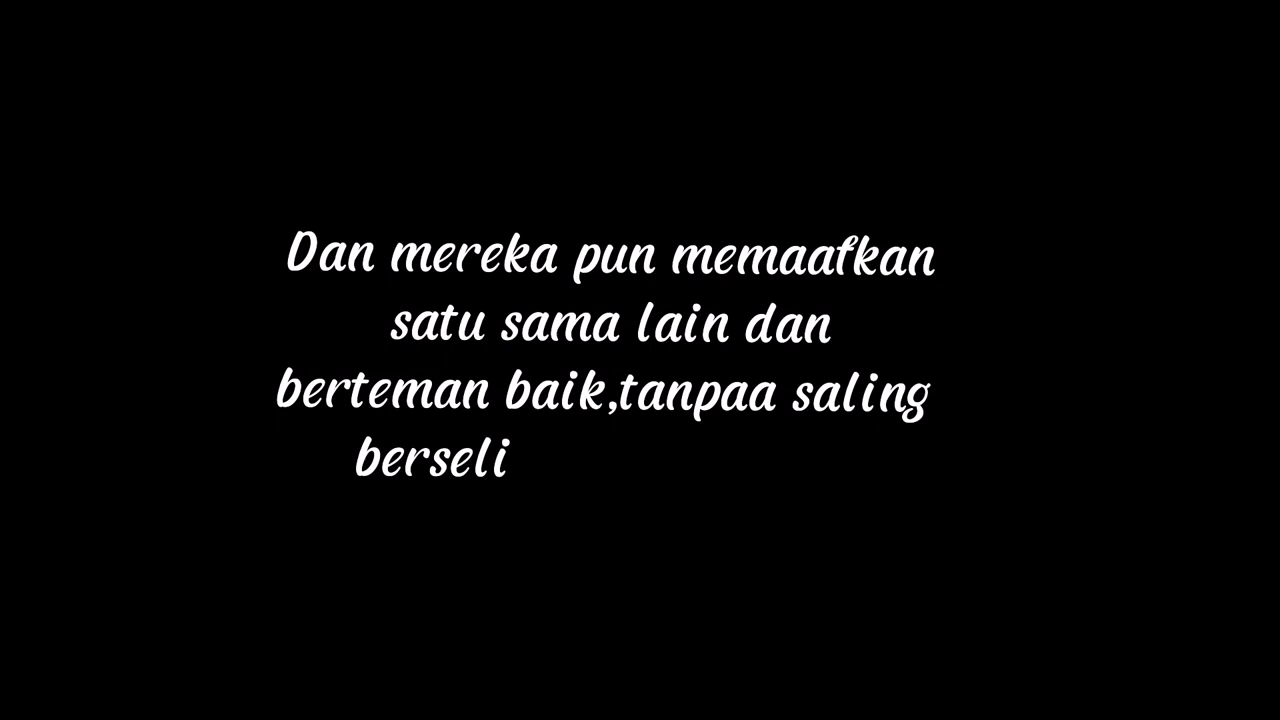 Dan mereka pun memaafkan
satu sama lain dan
berteman baik,tanpaa saling
berseli